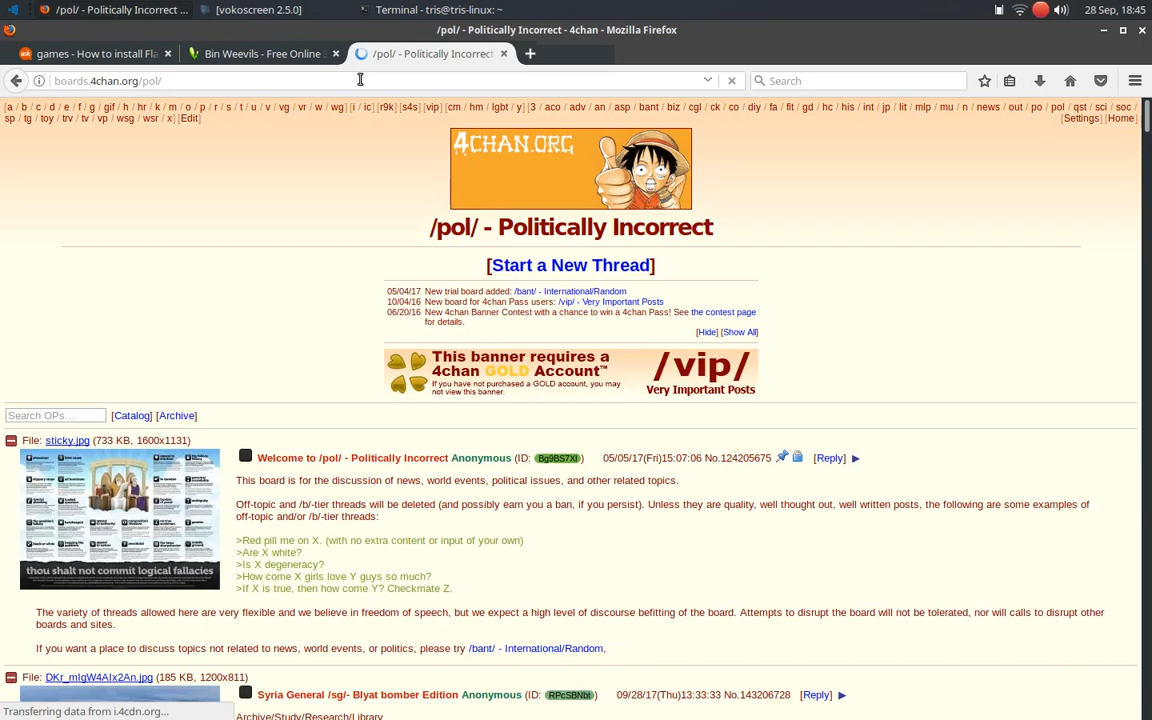 /pol/ - Politically Incorrect ...
[vokoscreen 2.5.0]
Terminal - tris@tris-linux: ~
28 Sep, 18:45
/pol/ - Politically Incorrect - 4chan - Mozilla Firefox
games - How to install Fla
Bin Weevils - Free Online
/pol/ - Politically Incorrect
boards.4chan.org/pol/
Search
[a / b / c / d / e / f / g / gif / h / hr / k / m / o / p / r / s / t / u / v / vg / vr / w / wg] [i / ic] [r9k] [s4s] [vip] [cm / hm / lgbt / y] [3 / aco / adv / an / asp / bant / biz / cgl / ck / co / diy / fa / fit / gd / hc / his / int / jp / lit / mlp / mu / n / news / out / po / pol / qst / sci / soc /
sp / tg / toy / trv / tv / vp / wsg / wsr / x] [Edit]
[Settings] [Home]
4CHAN.ORG
/pol/ - Politically Incorrect
[Start a New Thread]
05/04/17 New trial board added: /bant/ - International/Random
10/04/16 New board for 4chan Pass users: /vip/ - Very Important Posts
06/20/16 New 4chan Banner Contest with a chance to win a 4chan Pass! See the contest page
for details.
[Hide] [Show All]
This banner requires a
4chan GOLD Account™
If you have not purchased a GOLD account, you may
not view this banner.
/vip/
Very Important Posts
Search OPs…
[Catalog] [Archive]
File: sticky.jpg (733 KB, 1600x1131)
thou shalt not commit logical fallacies
Welcome to /pol/ - Politically Incorrect Anonymous (ID: Bg9BS7Xl) 05/05/17(Fri)15:07:06 No.124205675 [Reply] ▶
This board is for the discussion of news, world events, political issues, and other related topics.
Off-topic and /b/-tier threads will be deleted (and possibly earn you a ban, if you persist). Unless they are quality, well thought out, well written posts, the following are some examples of
off-topic and/or /b/-tier threads:
>Red pill me on X. (with no extra content or input of your own)
>Are X white?
>Is X degeneracy?
>How come X girls love Y guys so much?
>If X is true, then how come Y? Checkmate Z.
The variety of threads allowed here are very flexible and we believe in freedom of speech, but we expect a high level of discourse befitting of the board. Attempts to disrupt the board will not be tolerated, nor will calls to disrupt other
boards and sites.
If you want a place to discuss topics not related to news, world events, or politics, please try /bant/ - International/Random,
File: DKr_mIgW4AIx2An.jpg (185 KB, 1200x811)
Syria General /sg/- Blyat bomber Edition Anonymous (ID: RPcSBNbt) 09/28/17(Thu)13:33:33 No.143206728 [Reply] ▶
Archive/Study/Research/Library
Transferring data from i.4cdn.org…